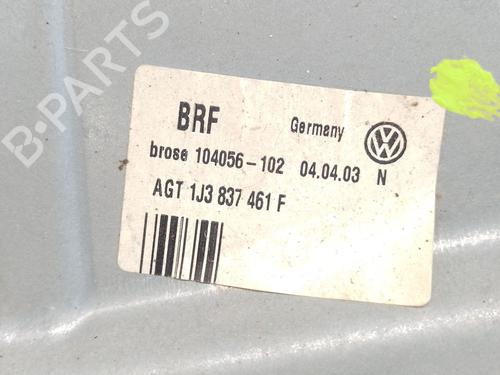 B-PARTS
BRF Germany
brose 104056-102 04.04.03 N
AGT 1J3 837 461 F